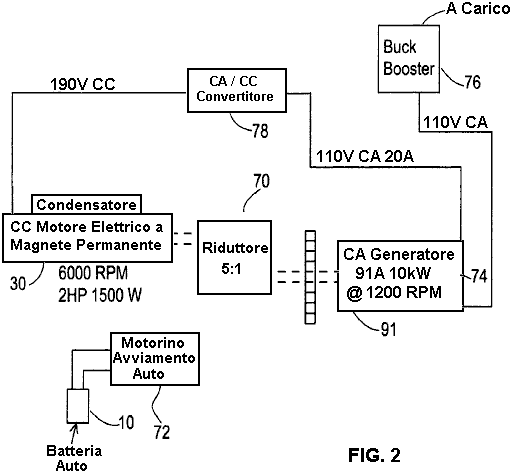 A Carico
Buck
Booster
76
190V CC
CA / CC
Convertitore
78
110V CA
110V CA 20A
70
Condensatore
CC Motore Elettrico a
Magnete Permanente
30
6000 RPM
2HP 1500 W
Riduttore
5:1
CA Generatore
91A 10kW
@ 1200 RPM
74
91
Motorino
Avviamento
Auto
10
72
Batteria
Auto
FIG. 2